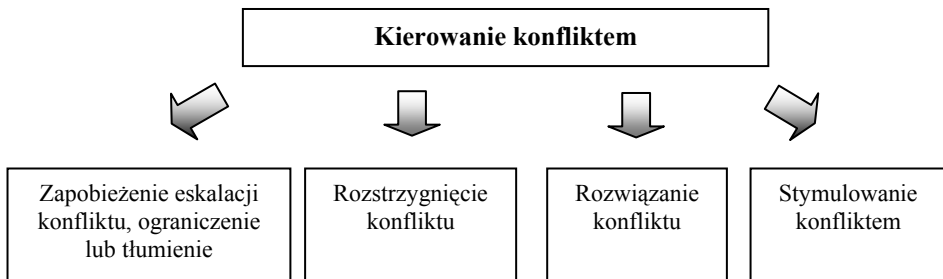 Kierowanie konfliktem
Zapobieżenie eskalacji
konfliktu, ograniczenie
lub tłumienie
Rozstrzygnięcie
konfliktu
Rozwiązanie
konfliktu
Stymulowanie
konfliktem